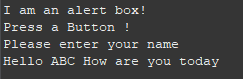 I am an alert box!
Press a Button !
Please enter your name
Hello ABC How are you today